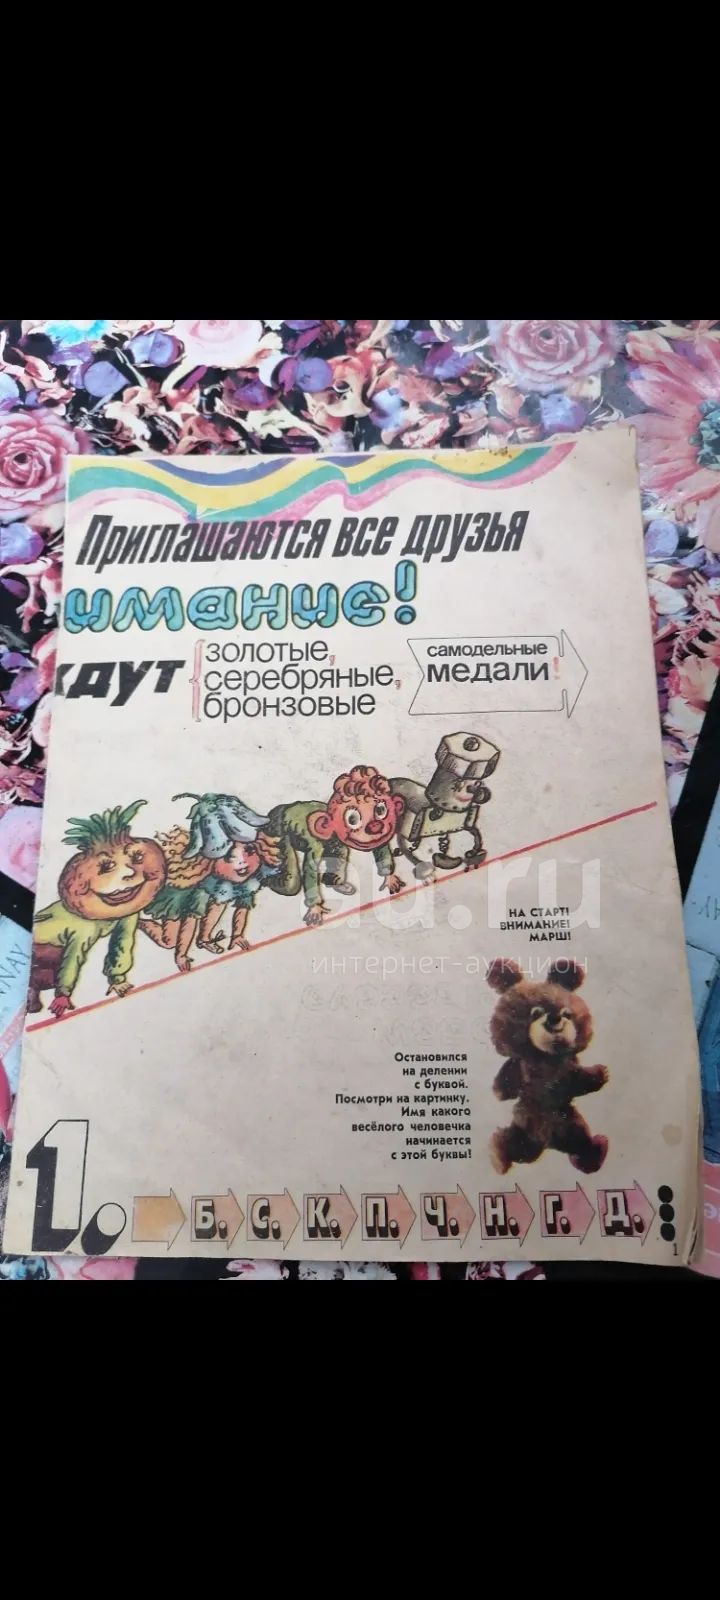 Приглашаются все друзья
имание!
ждут
золотые,
серебряные,
бронзовые
самодельные
медали!
au.ru
интернет-аукцион
НА СТАРТ!
ВНИМАНИЕ!
МАРШ!
Остановился
на делении
с буквой.
Посмотри на картинку.
Имя какого
весёлого человечка
начинается
с этой буквы!
1. Б. С. К. П. Ч. Н. Г. Д.
1